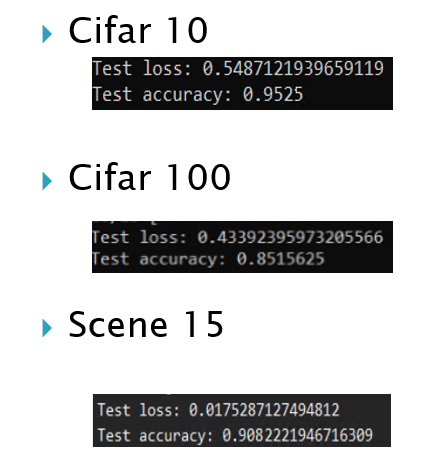 Cifar 10
Test loss: 0.5487121939659119
Test accuracy: 0.9525
Cifar 100
Test loss: 0.43392395973205566
Test accuracy: 0.8515625
Scene 15
Test loss: 0.0175287127494812
Test accuracy: 0.9082221946716309